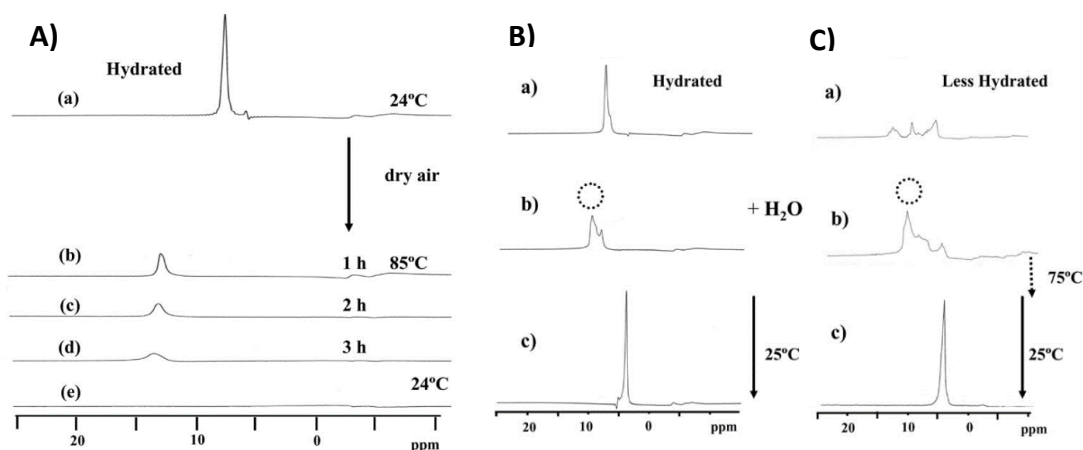 A)
Hydrated
(a)
24ºC
dry air
(b)
1 h
85ºC
(c)
2 h
(d)
3 h
(e)
24ºC
20
10
0
ppm
B)
a)
Hydrated
b)
+ H₂O
c)
25ºC
20
10
0
ppm
C)
Less Hydrated
a)
b)
75ºC
c)
25ºC
20
10
0
ppm